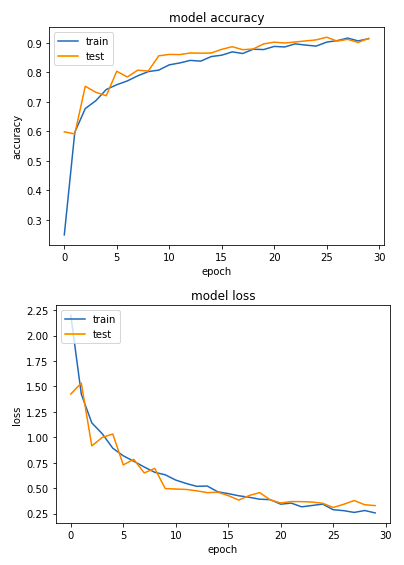 model accuracy
train
test
0.9
0.8
0.7
0.6
0.5
0.4
0.3
accuracy
0 5 10 15 20 25 30
epoch
model loss
train
test
2.25
2.00
1.75
1.50
1.25
1.00
0.75
0.50
0.25
loss
0 5 10 15 20 25 30
epoch